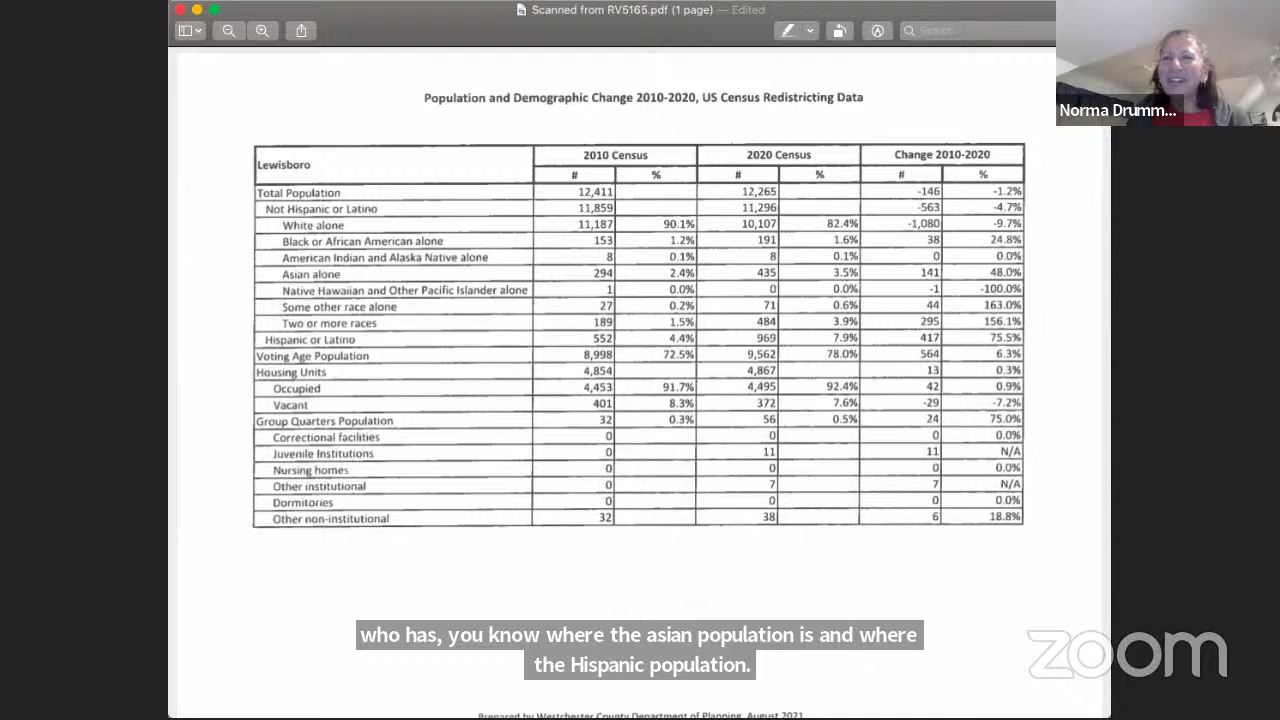 Scanned from RV5165.pdf (1 page) — Edited
Search
Norma Drumm...
Population and Demographic Change 2010-2020, US Census Redistricting Data
Lewisboro 2010 Census 2020 Census Change 2010-2020
# % # % # %
Total Population 12,411 12,265 -146 -1.2%
Not Hispanic or Latino 11,859 11,296 -563 -4.7%
White alone 11,187 90.1% 10,107 82.4% -1,080 -9.7%
Black or African American alone 153 1.2% 191 1.6% 38 24.8%
American Indian and Alaska Native alone 8 0.1% 8 0.1% 0 0.0%
Asian alone 294 2.4% 435 3.5% 141 48.0%
Native Hawaiian and Other Pacific Islander alone 1 0.0% 0 0.0% -1 -100.0%
Some other race alone 27 0.2% 71 0.6% 44 163.0%
Two or more races 189 1.5% 484 3.9% 295 156.1%
Hispanic or Latino 552 4.4% 969 7.9% 417 75.5%
Voting Age Population 8,998 72.5% 9,562 78.0% 564 6.3%
Housing Units 4,854 4,867 13 0.3%
Occupied 4,453 91.7% 4,495 92.4% 42 0.9%
Vacant 401 8.3% 372 7.6% -29 -7.2%
Group Quarters Population 32 0.3% 56 0.5% 24 75.0%
Correctional facilities 0 0 0 0.0%
Juvenile Institutions 0 11 11 N/A
Nursing homes 0 0 0 0.0%
Other institutional 0 7 7 N/A
Dormitories 0 0 0 0.0%
Other non-institutional 32 38 6 18.8%
who has, you know where the asian population is and where
the Hispanic population.
zoom
Prepared by Westchester County Department of Planning, August 2021